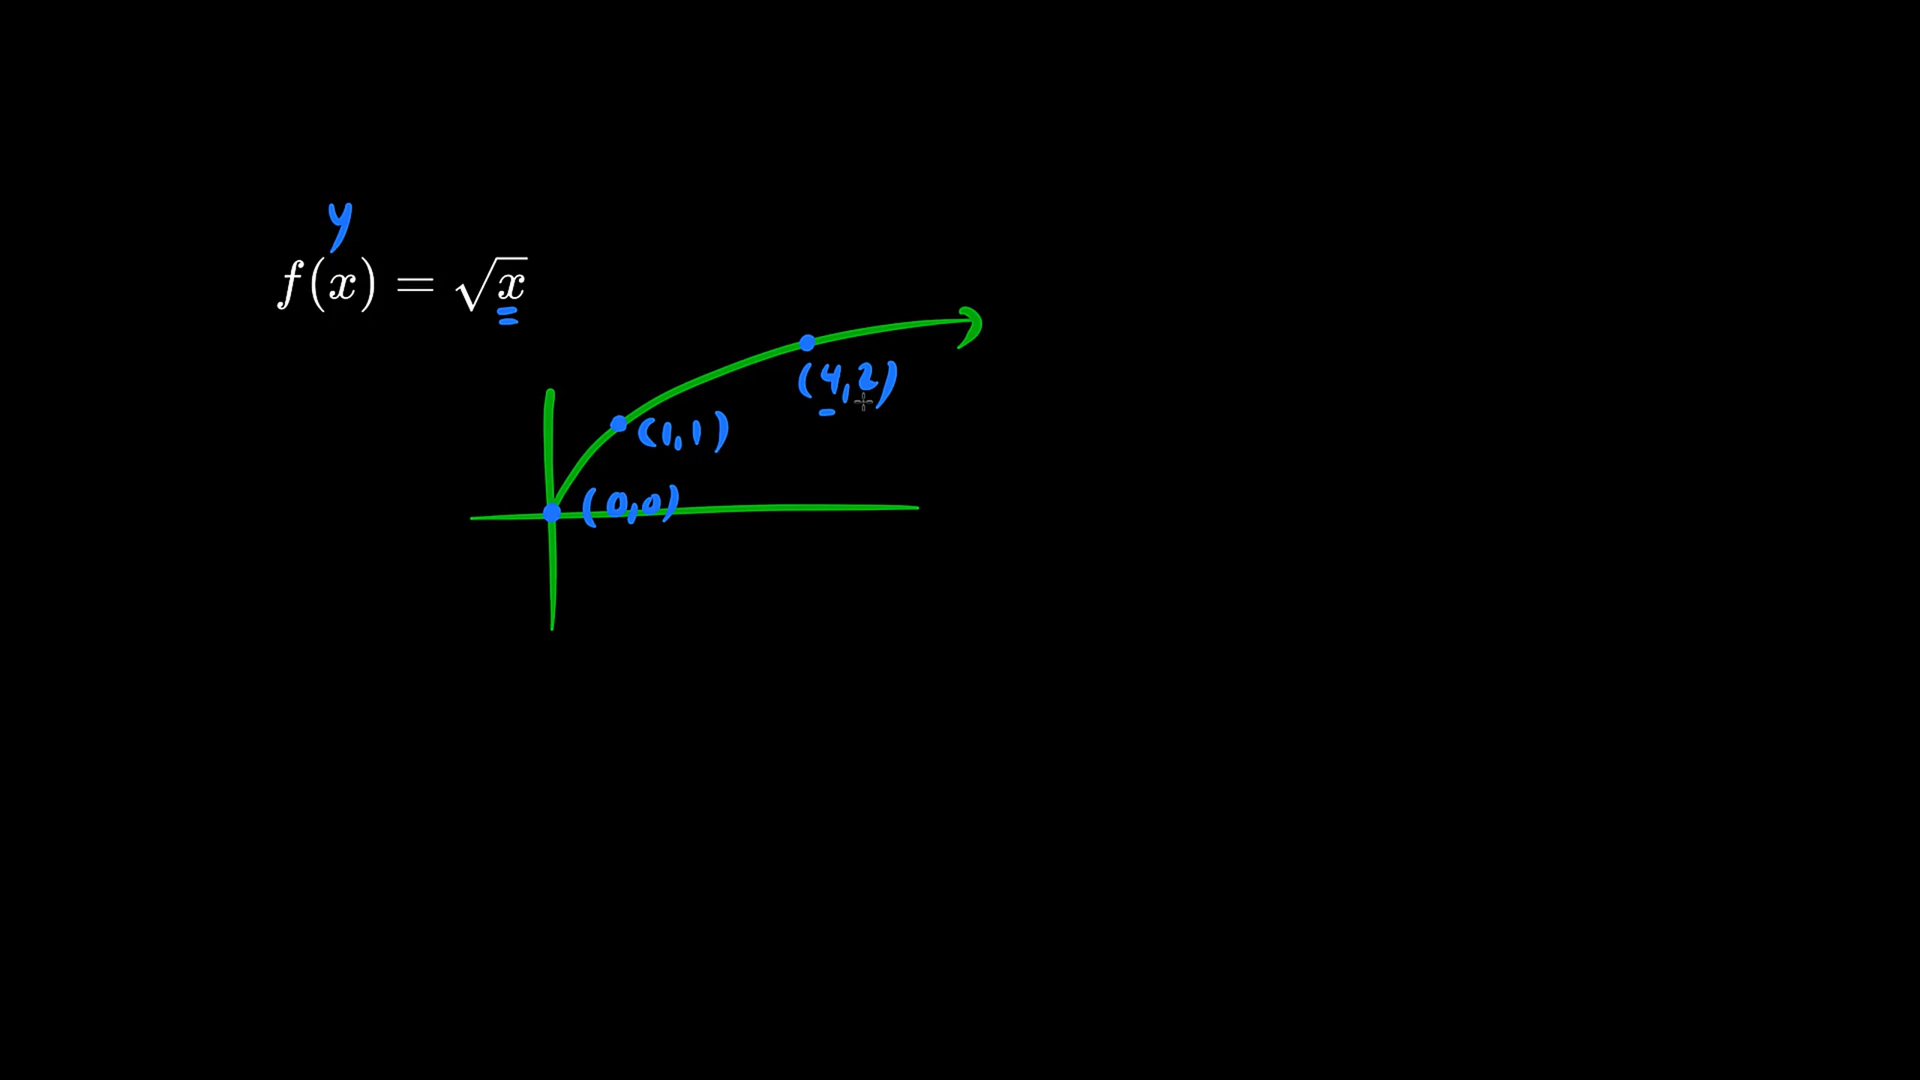 y
f(x) = √x
(4,2)
(1,1)
(0,0)